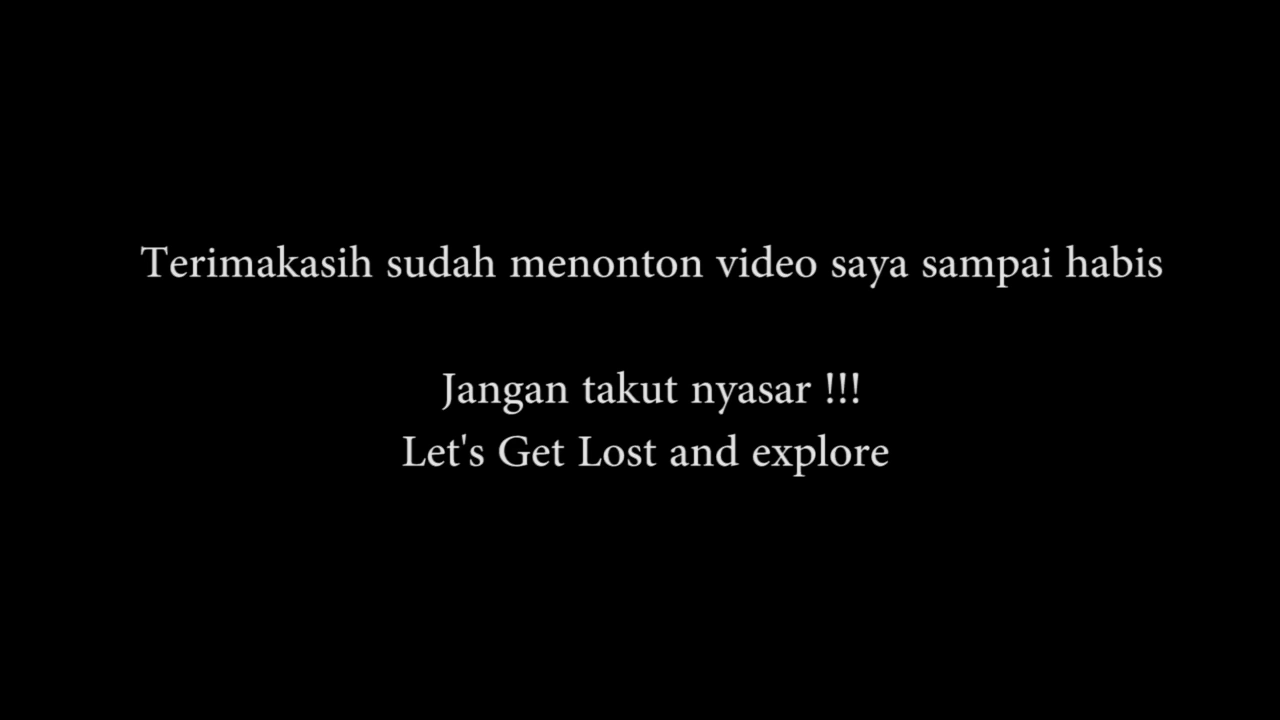 Terimakasih sudah menonton video saya sampai habis
Jangan takut nyasar !!!
Let's Get Lost and explore